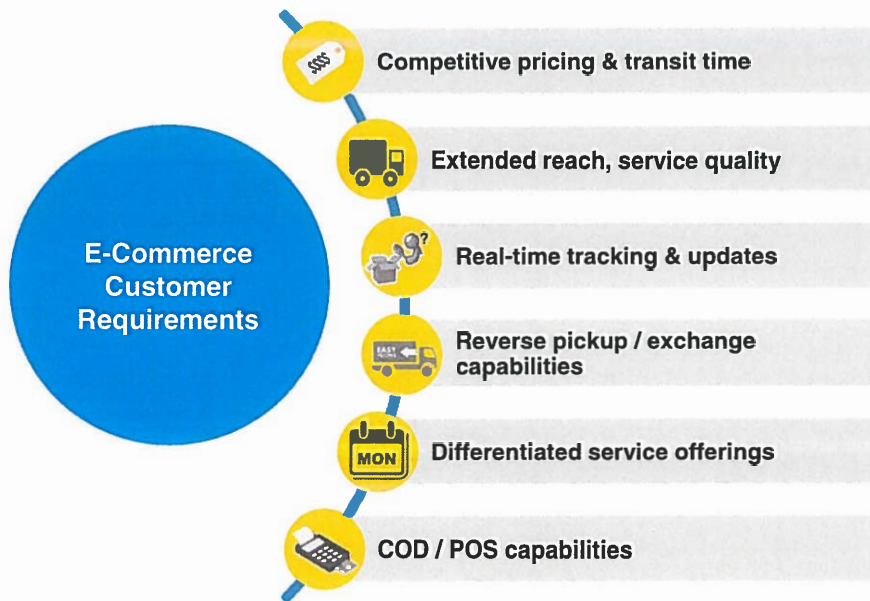 $$$$
Competitive pricing & transit time
Extended reach, service quality
E-Commerce
Customer
Requirements
?
Real-time tracking & updates
EASY
Reverse pickup / exchange
capabilities
MON
Differentiated service offerings
COD / POS capabilities